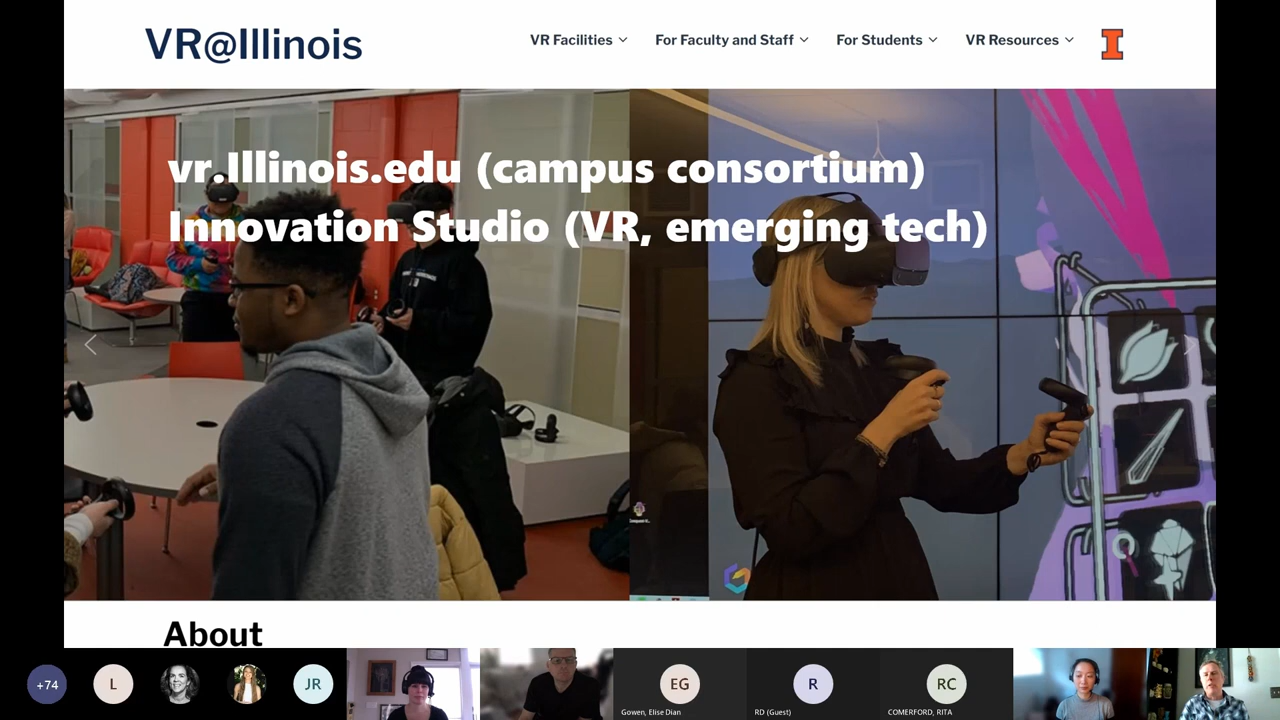 VR@Illinois
VR Facilities
For Faculty and Staff
For Students
VR Resources
I
vr.Illinois.edu (campus consortium)
Innovation Studio (VR, emerging tech)
About
+74
L
JR
EG
Gowen, Elise Dian
R
RD (Guest)
RC
COMERFORD, RITA